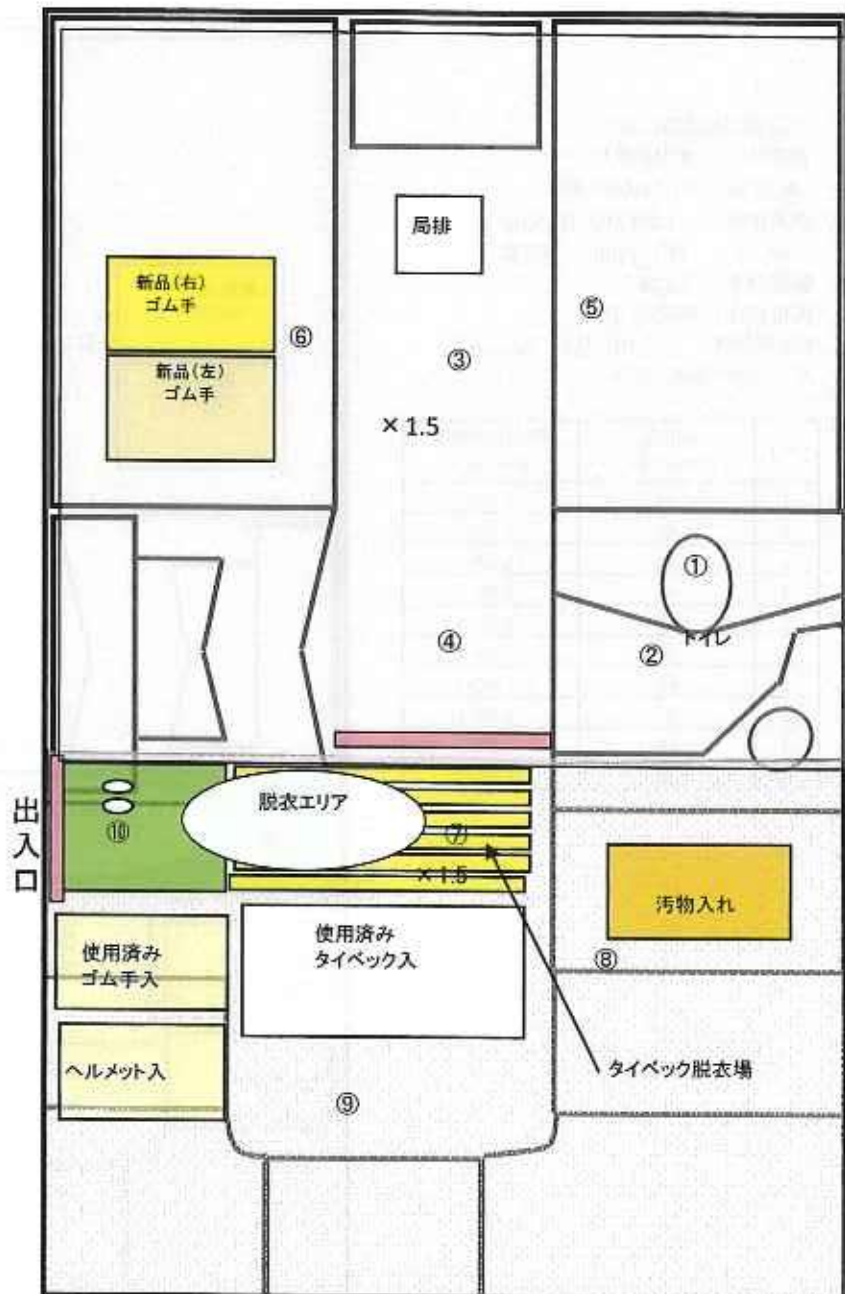 局排
新品(右)
ゴム手
⑥
⑤
③
新品(左)
ゴム手
×1.5
①
④
②
トイレ
出入口
脱衣エリア
⑩
⑦
×1.5
汚物入れ
使用済み
ゴム手入
使用済み
タイベック入
⑧
ヘルメット入
タイベック脱衣場
⑨